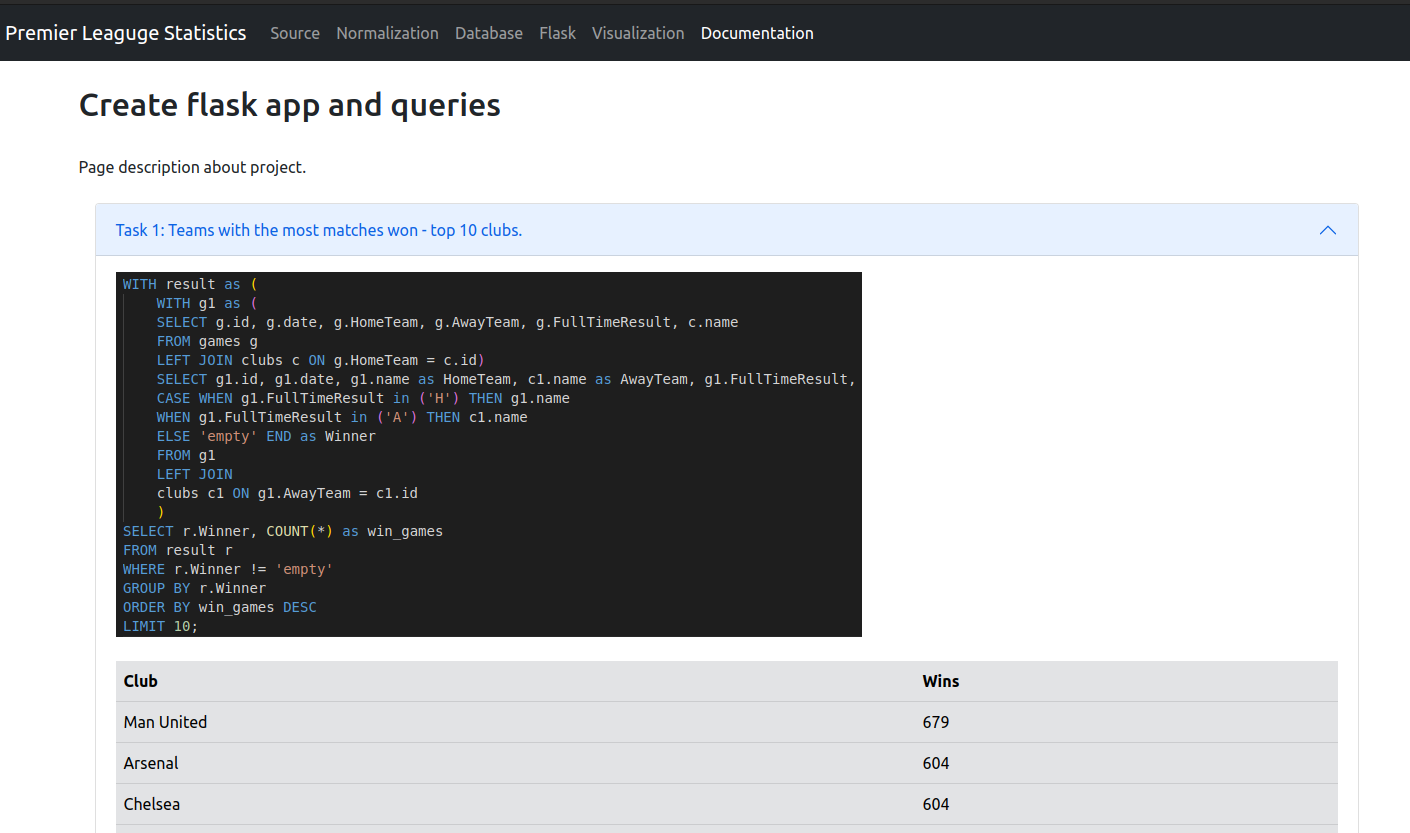 Premier Leaguge Statistics Source Normalization Database Flask Visualization Documentation
Create flask app and queries
Page description about project.
Task 1: Teams with the most matches won - top 10 clubs.
WITH result as (
    WITH g1 as (
    SELECT g.id, g.date, g.HomeTeam, g.AwayTeam, g.FullTimeResult, c.name
    FROM games g
    LEFT JOIN clubs c ON g.HomeTeam = c.id)
    SELECT g1.id, g1.date, g1.name as HomeTeam, c1.name as AwayTeam, g1.FullTimeResult,
    CASE WHEN g1.FullTimeResult in ('H') THEN g1.name
    WHEN g1.FullTimeResult in ('A') THEN c1.name
    ELSE 'empty' END as Winner
    FROM g1
    LEFT JOIN
    clubs c1 ON g1.AwayTeam = c1.id
    )
SELECT r.Winner, COUNT(*) as win_games
FROM result r
WHERE r.Winner != 'empty'
GROUP BY r.Winner
ORDER BY win_games DESC
LIMIT 10;
Club Wins
Man United 679
Arsenal 604
Chelsea 604